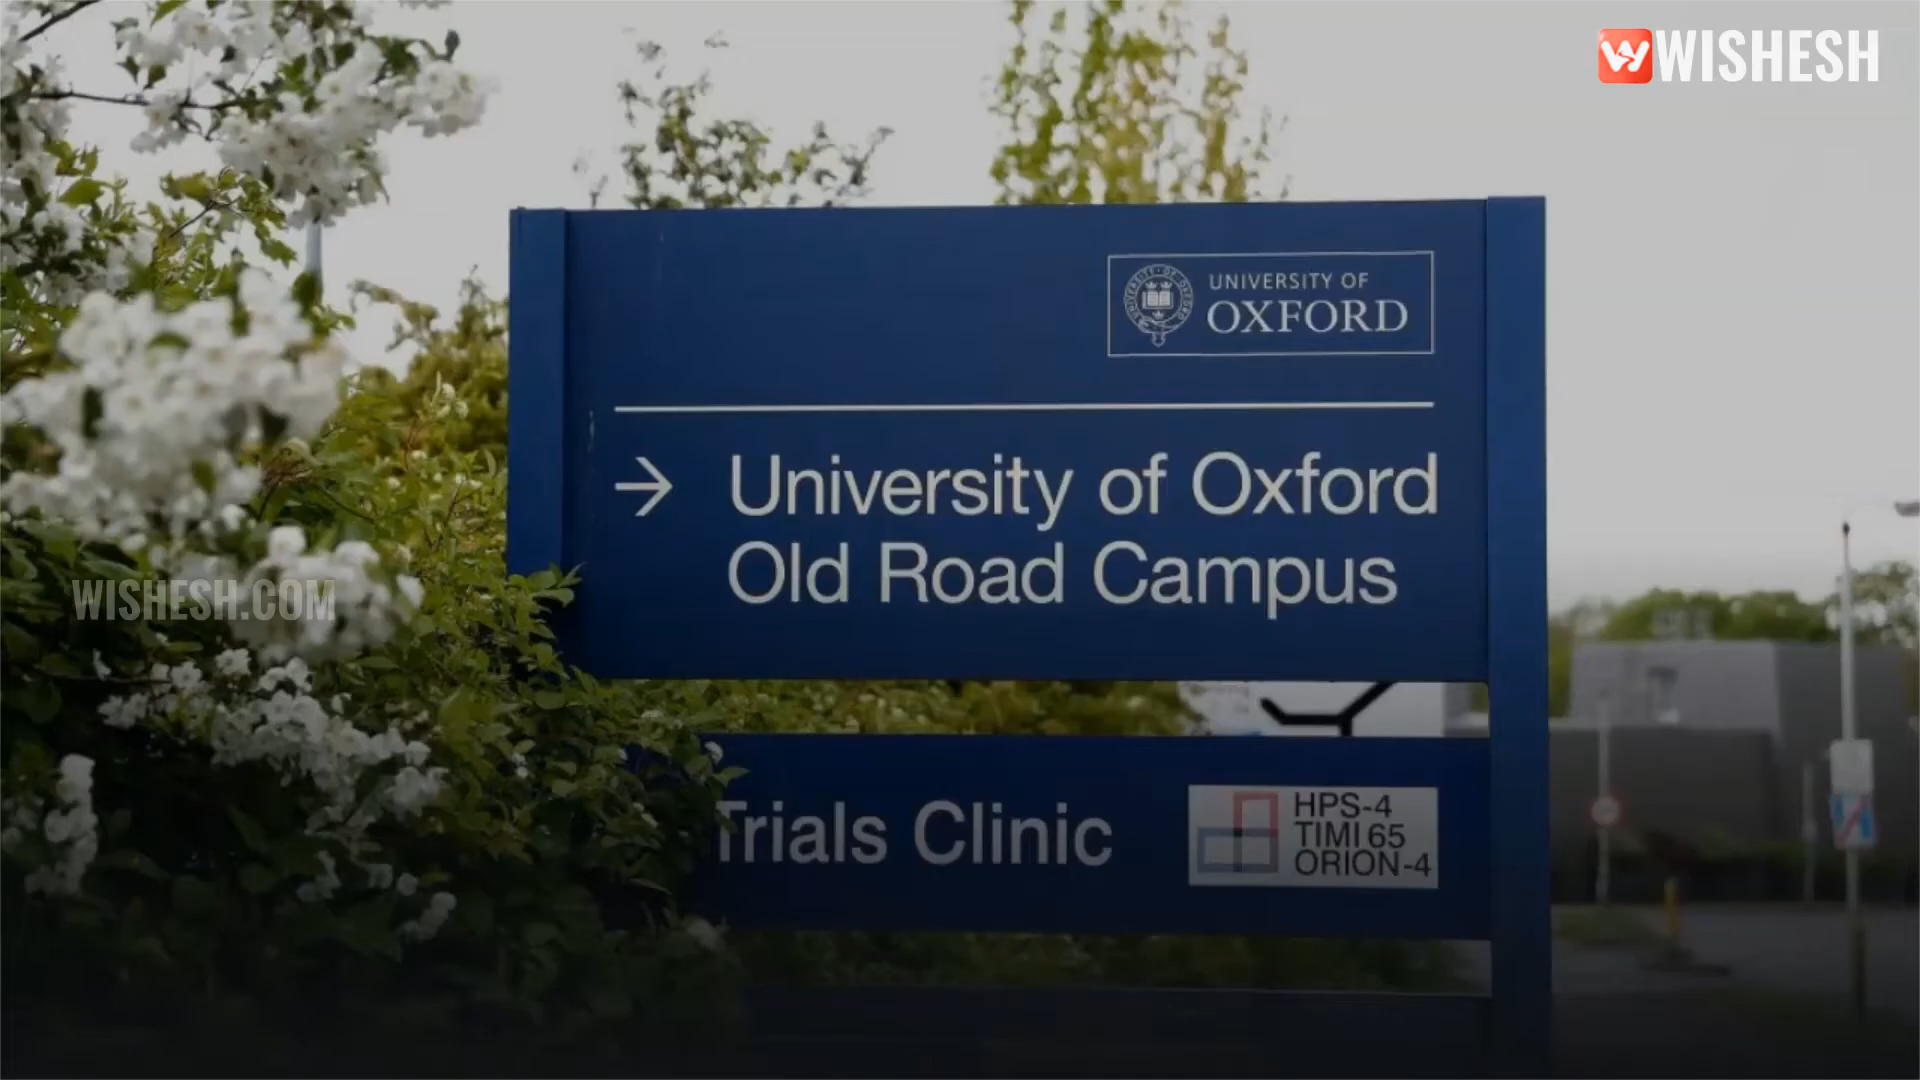 WISHESH
UNIVERSITY OF
OXFORD
→ University of Oxford
Old Road Campus
WISHESH.COM
Trials Clinic
HPS-4
TIMI 65
ORION-4